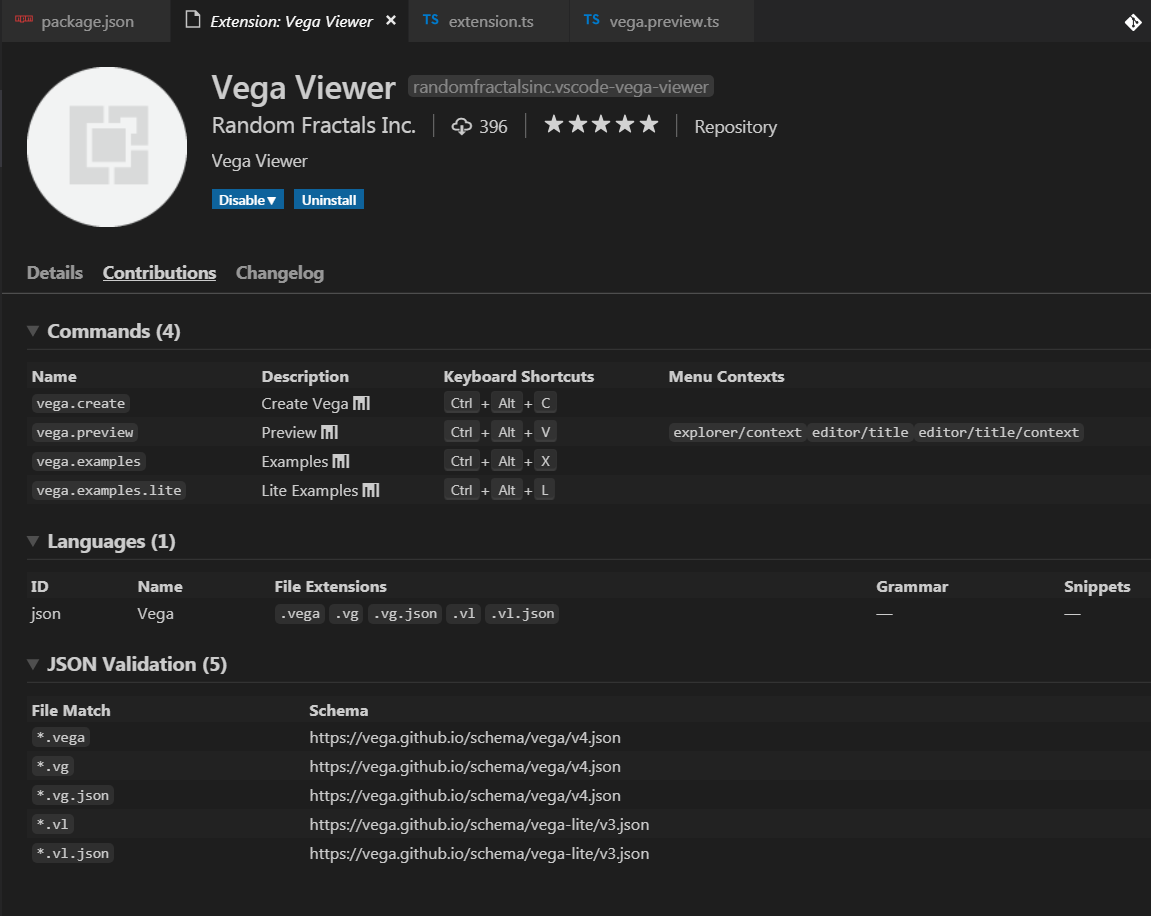 package.json Extension: Vega Viewer × TS extension.ts TS vega.preview.ts
Vega Viewer randomfractalsinc.vscode-vega-viewer
Random Fractals Inc. 396 ★★★★★ Repository
Vega Viewer
Disable▼ Uninstall
Details Contributions Changelog
Commands (4)
Name Description Keyboard Shortcuts Menu Contexts
vega.create Create Vega Ctrl + Alt + C
vega.preview Preview Ctrl + Alt + V explorer/context editor/title editor/title/context
vega.examples Examples Ctrl + Alt + X
vega.examples.lite Lite Examples Ctrl + Alt + L
Languages (1)
ID Name File Extensions Grammar Snippets
json Vega .vega .vg .vg.json .vl .vl.json — —
JSON Validation (5)
File Match Schema
*.vega https://vega.github.io/schema/vega/v4.json
*.vg https://vega.github.io/schema/vega/v4.json
*.vg.json https://vega.github.io/schema/vega/v4.json
*.vl https://vega.github.io/schema/vega-lite/v3.json
*.vl.json https://vega.github.io/schema/vega-lite/v3.json